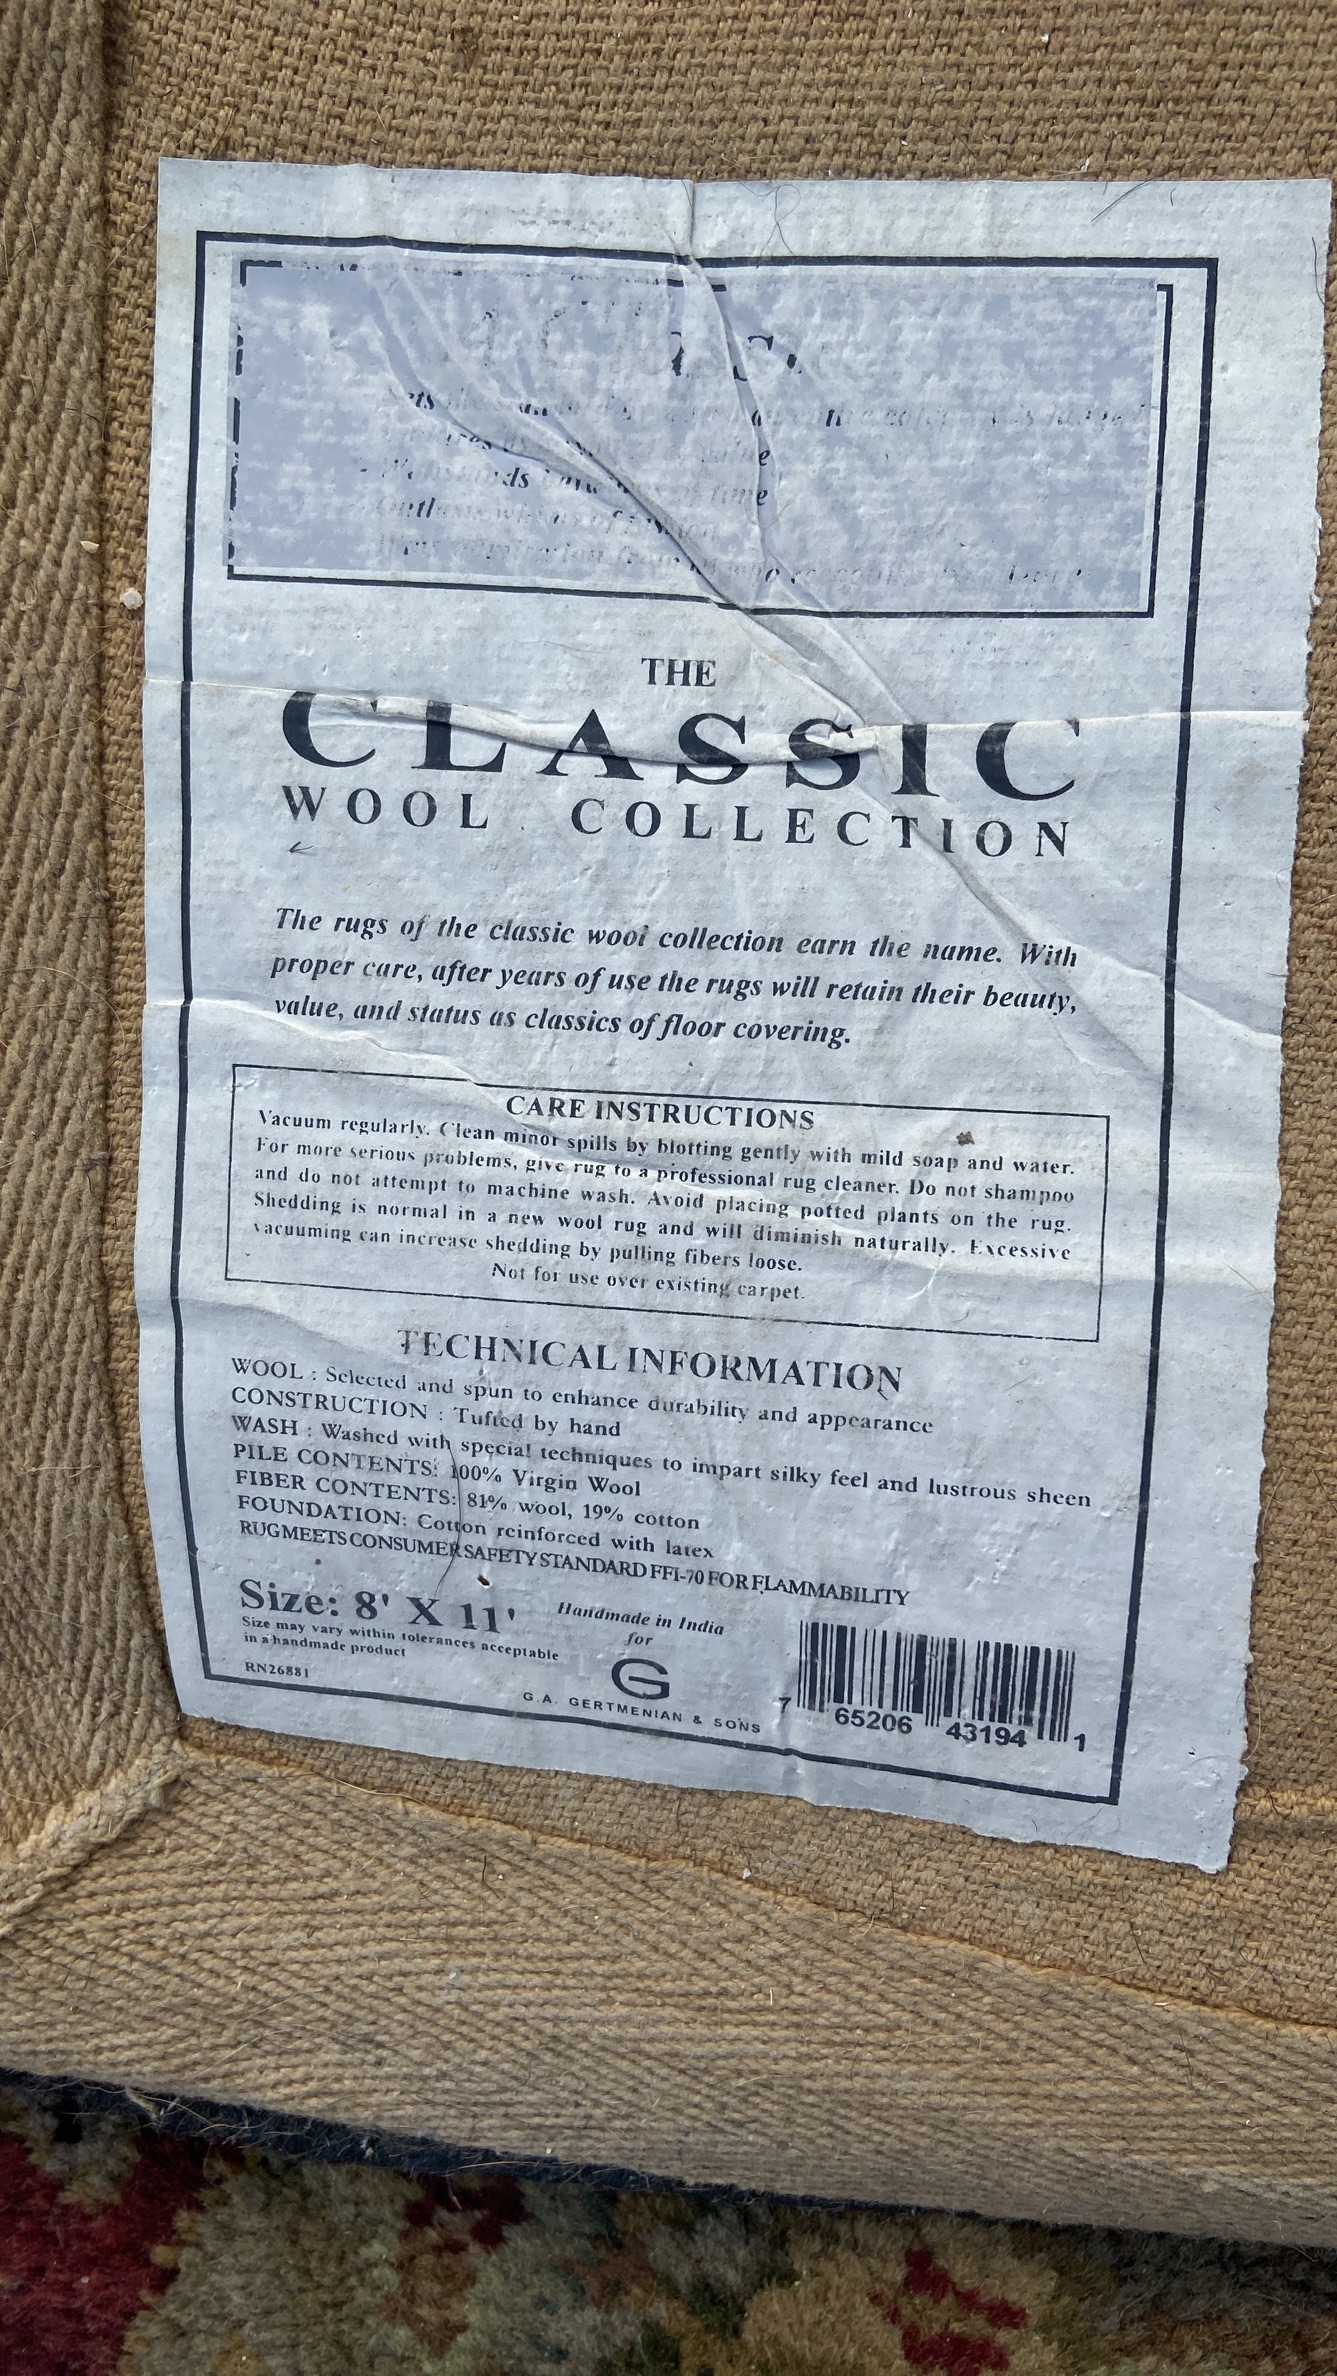 Withstands
of time
THE
CLASSIC
WOOL COLLECTION
The rugs of the classic wool collection earn the name. With
proper care, after years of use the rugs will retain their beauty,
value, and status as classics of floor covering.
CARE INSTRUCTIONS
Vacuum regularly. Clean minor spills by blotting gently with mild soap and water.
For more serious problems, give rug to a professional rug cleaner. Do not shampoo
and do not attempt to machine wash. Avoid placing potted plants on the rug.
Shedding is normal in a new wool rug and will diminish naturally. Excessive
vacuuming can increase shedding by pulling fibers loose.
Not for use over existing carpet.
TECHNICAL INFORMATION
WOOL : Selected and spun to enhance durability and appearance
CONSTRUCTION : Tufted by hand
WASH : Washed with special techniques to impart silky feel and lustrous sheen
PILE CONTENTS: 100% Virgin Wool
FIBER CONTENTS: 81% wool, 19% cotton
FOUNDATION: Cotton reinforced with latex
RUG MEETS CONSUMER SAFETY STANDARD FFI-70 FOR FLAMMABILITY
Size: 8' X 11'
Size may vary within tolerances acceptable
in a handmade product
RN26881
Handmade in India
for
G
G.A. GERTMENIAN & SONS
7 65206 43194 1